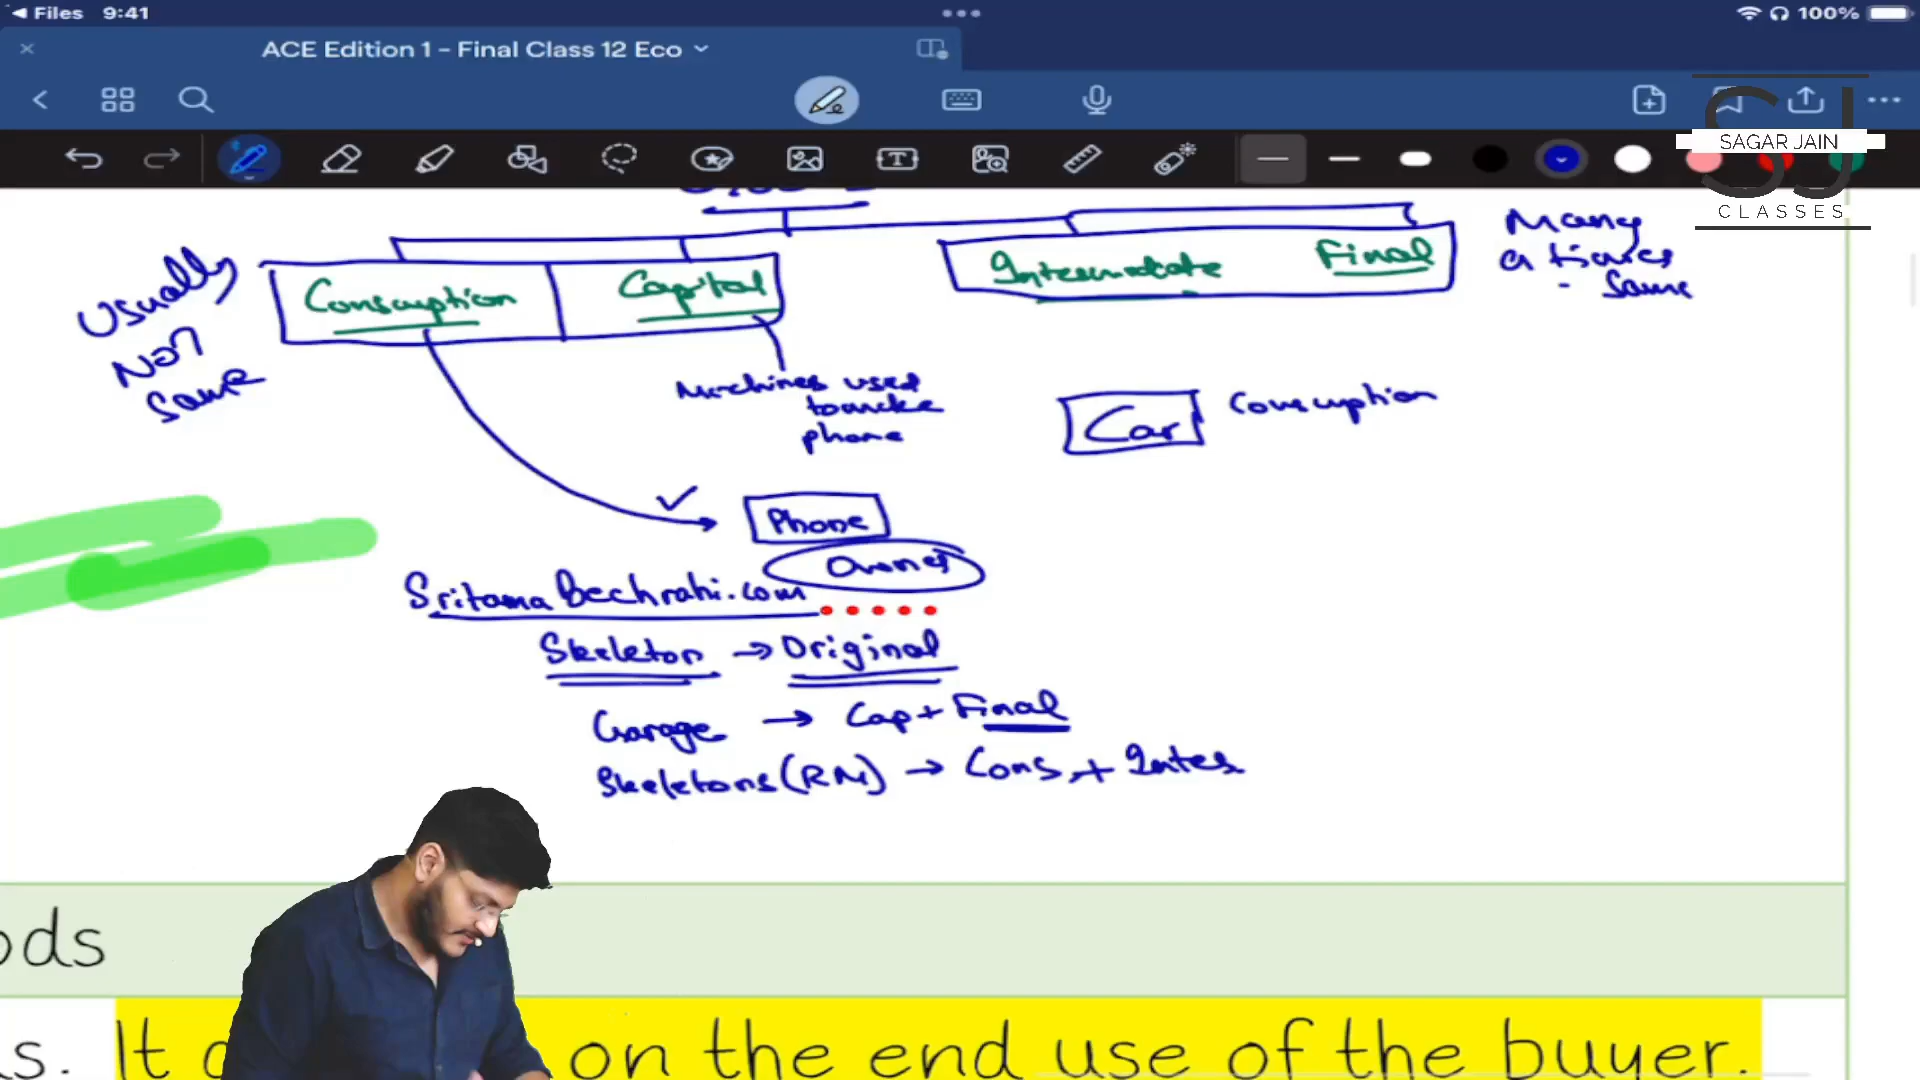 Files 9:41
100%
ACE Edition 1 - Final Class 12 Eco
SAGAR JAIN
SJ
CLASSES
Usually
Not
Same
Consumption
Capital
Intermediate
Final
Many
a times
Same
Machines used
to make
phone
Car
Consumption
Phone
Owner
SritamaBechrahi.com
Skeleton → Original
Garage → Cap + Final
Skeletons (RM) → Cons + Inter
ods
s. It on the end use of the buyer.